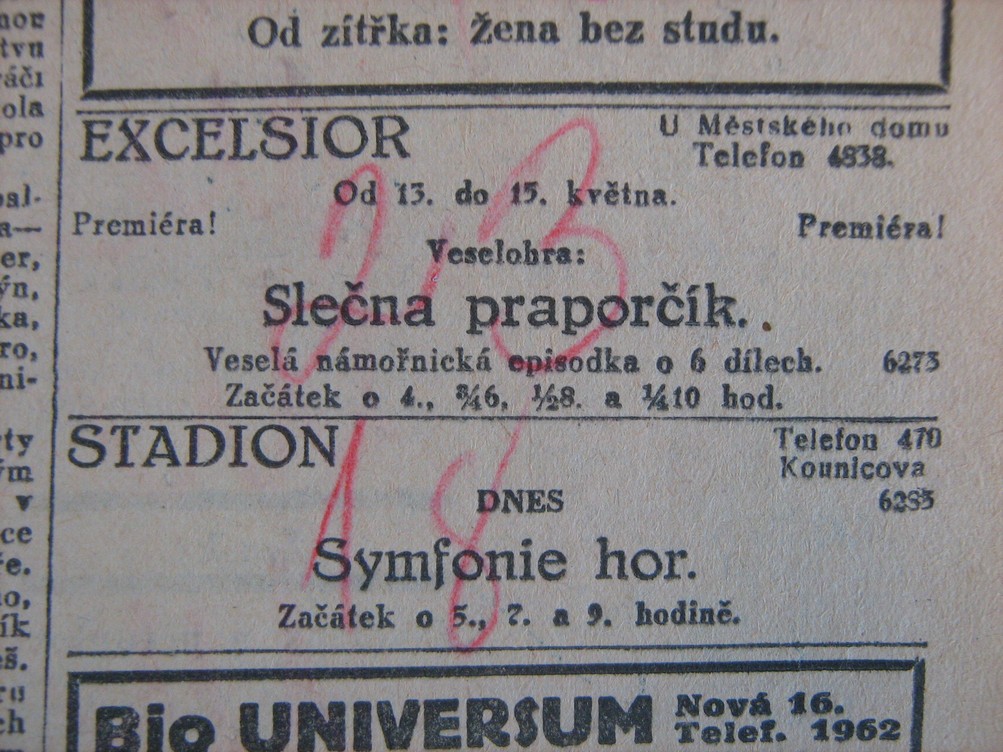 Od zítřka: Žena bez studu.
EXCELSIOR
U Městského domu
Telefon 4838.
Od 13. do 15. května.
Premiéra! Premiéra!
Veselohra:
Slečna praporčík.
Veselá námořnická episodka o 6 dílech. 6273
Začátek o 4., ¾6, ½8. a ¼10 hod.
STADION
Telefon 470
Kounicova
DNES 6285
Symfonie hor.
Začátek o 5., 7. a 9. hodině.
Bio UNIVERSUM
Nová 16.
Telef. 1962